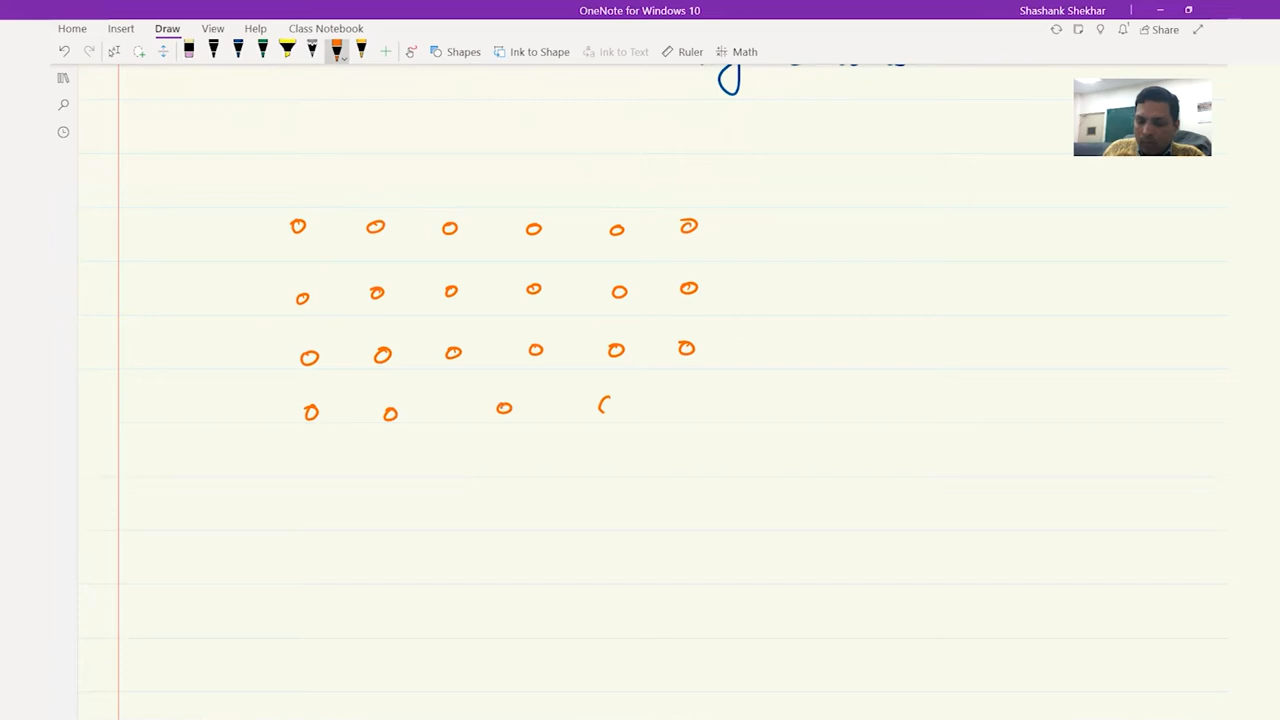 OneNote for Windows 10
Shashank Shekhar
Home Insert Draw View Help Class Notebook
Share
Shapes Ink to Shape Ink to Text Ruler Math